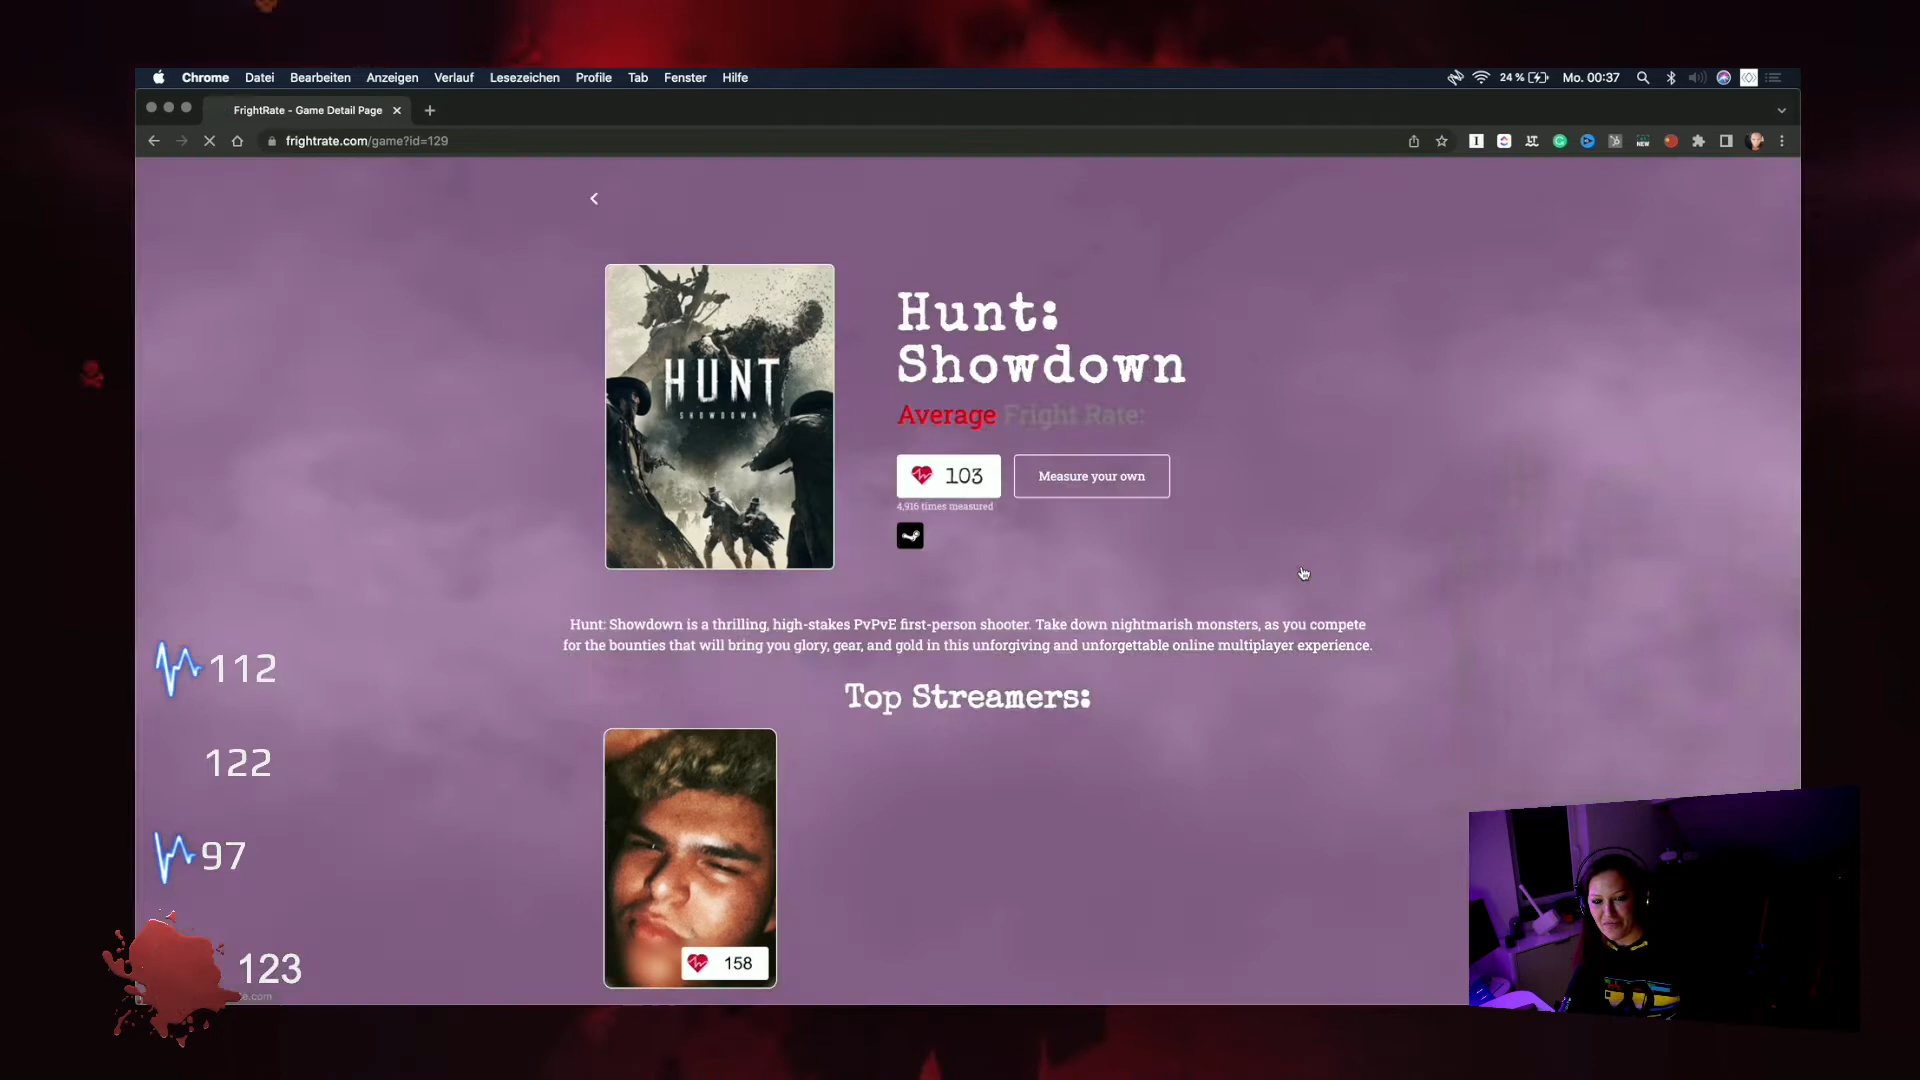 Chrome Datei Bearbeiten Anzeigen Verlauf Lesezeichen Profile Tab Fenster Hilfe
24 % Mo. 00:37
FrightRate - Game Detail Page
frightrate.com/game?id=129
NEW
HUNT
SHOWDOWN
Hunt:
Showdown
Average Fright Rate:
103
Measure your own
4,916 times measured
Hunt: Showdown is a thrilling, high-stakes PvPvE first-person shooter. Take down nightmarish monsters, as you compete
for the bounties that will bring you glory, gear, and gold in this unforgiving and unforgettable online multiplayer experience.
Top Streamers:
158
112
122
97
123